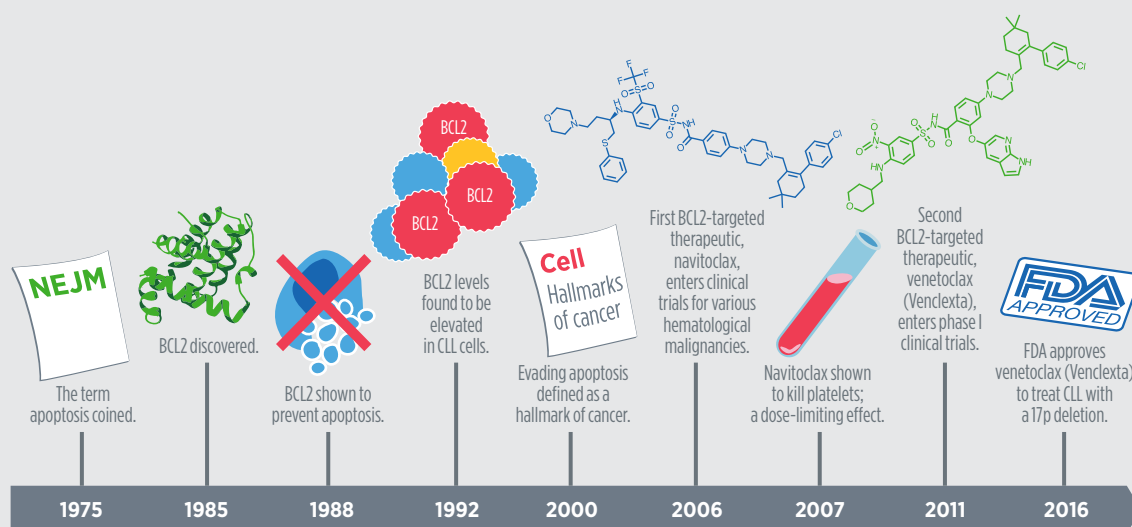 NEJM
The term
apoptosis coined.
1975
BCL2 discovered.
1985
BCL2 shown to
prevent apoptosis.
1988
BCL2
BCL2
BCL2
BCL2 levels
found to be
elevated
in CLL cells.
1992
Cell
Hallmarks
of cancer
Evading apoptosis
defined as a
hallmark of cancer.
2000
F
F
F
O
S
O
O
N
H
N
S
O
S
O
NH
O
N
N
Cl
First BCL2-targeted
therapeutic,
navitoclax,
enters clinical
trials for various
hematological
malignancies.
2006
Navitoclax shown
to kill platelets;
a dose-limiting effect.
2007
Cl
N
N
O
H
N
S
O
O
O
N
NH
O⁻
N⁺
O
HN
O
Second
BCL2-targeted
therapeutic,
venetoclax
(Venclexta),
enters phase I
clinical trials.
2011
FDA
APPROVED
FDA approves
venetoclax (Venclexta)
to treat CLL with
a 17p deletion.
2016